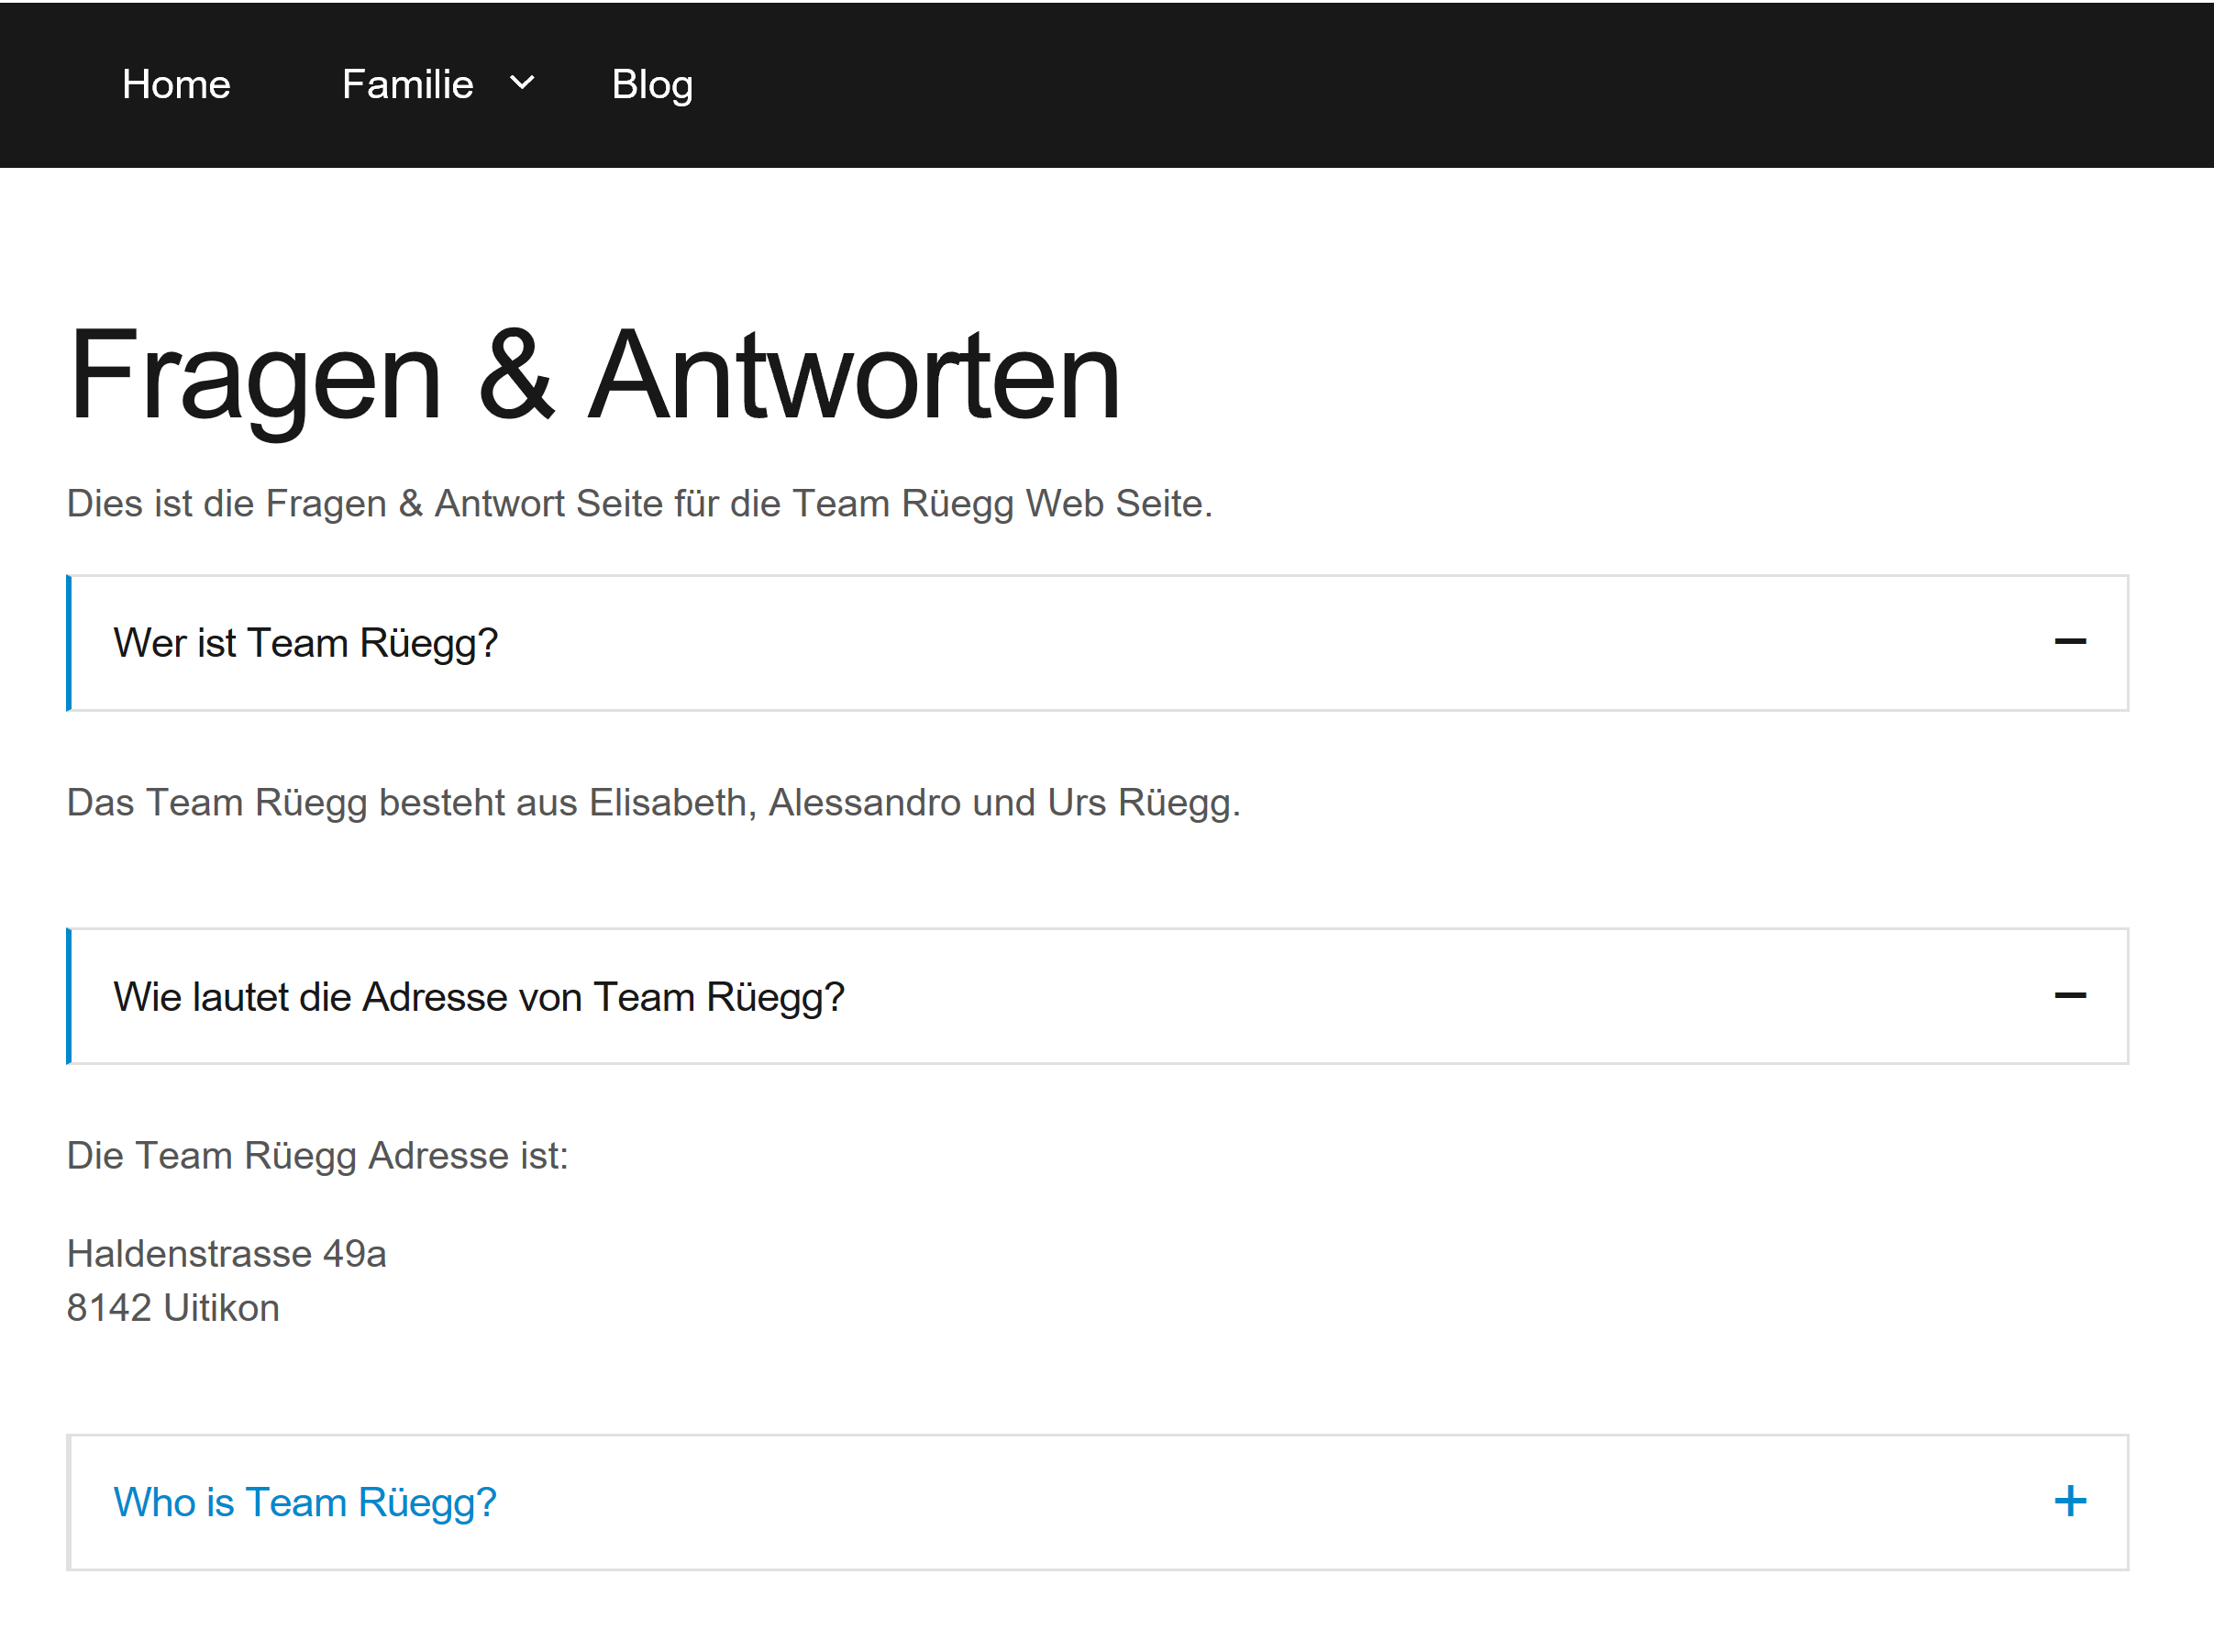 Home Familie Blog
Fragen & Antworten
Dies ist die Fragen & Antwort Seite für die Team Rüegg Web Seite.
Wer ist Team Rüegg?
Das Team Rüegg besteht aus Elisabeth, Alessandro und Urs Rüegg.
Wie lautet die Adresse von Team Rüegg?
Die Team Rüegg Adresse ist:
Haldenstrasse 49a
8142 Uitikon
Who is Team Rüegg?